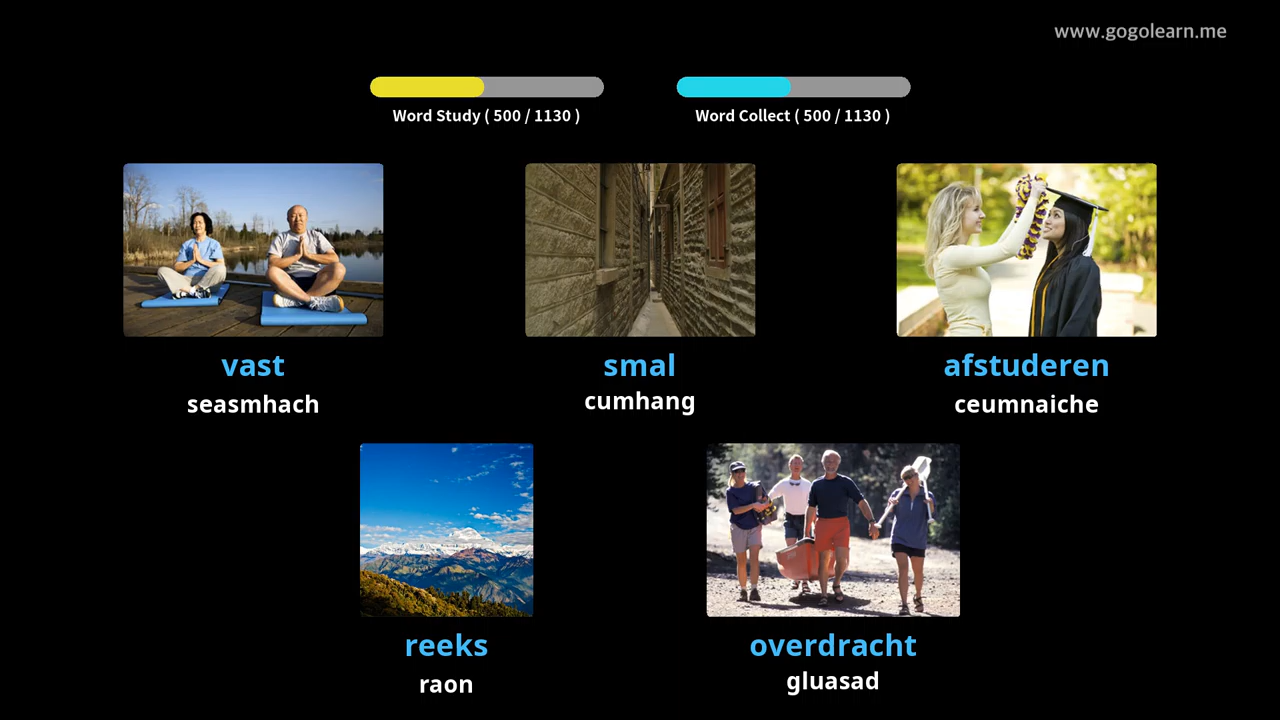 www.gogolearn.me
Word Study ( 500 / 1130 )
Word Collect ( 500 / 1130 )
vast
seasmhach
smal
cumhang
afstuderen
ceumnaiche
reeks
raon
overdracht
gluasad